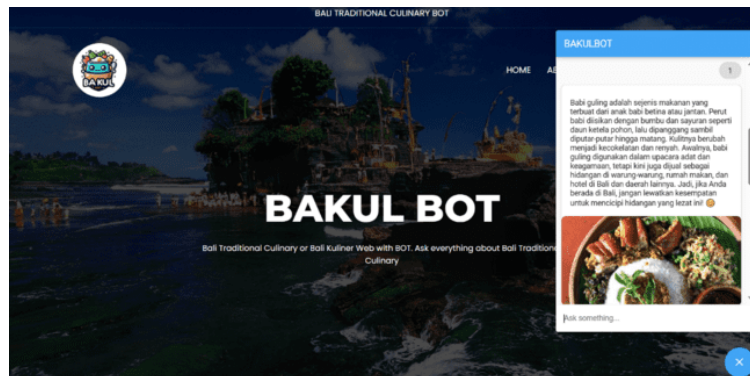 BALI TRADITIONAL CULINARY BOT
BAKUL
HOME
BAKUL BOT
Bali Traditional Culinary or Bali Kuliner Web with BOT. Ask everything about Bali Tradition
Culinary
BAKULBOT
1
Babi guling adalah sejenis makanan yang
terbuat dari anak babi betina atau jantan. Perut
babi diisikan dengan bumbu dan sayuran seperti
daun ketela pohon, lalu dipanggang sambil
diputar-putar hingga matang. Kulitnya berubah
menjadi kecokelatan dan renyah. Awalnya, babi
guling digunakan dalam upacara adat dan
keagamaan, tetapi kini juga dijual sebagai
hidangan di warung-warung, rumah makan, dan
hotel di Bali dan daerah lainnya. Jadi, jika Anda
berada di Bali, jangan lewatkan kesempatan
untuk mencicipi hidangan yang lezat ini!
Ask something...